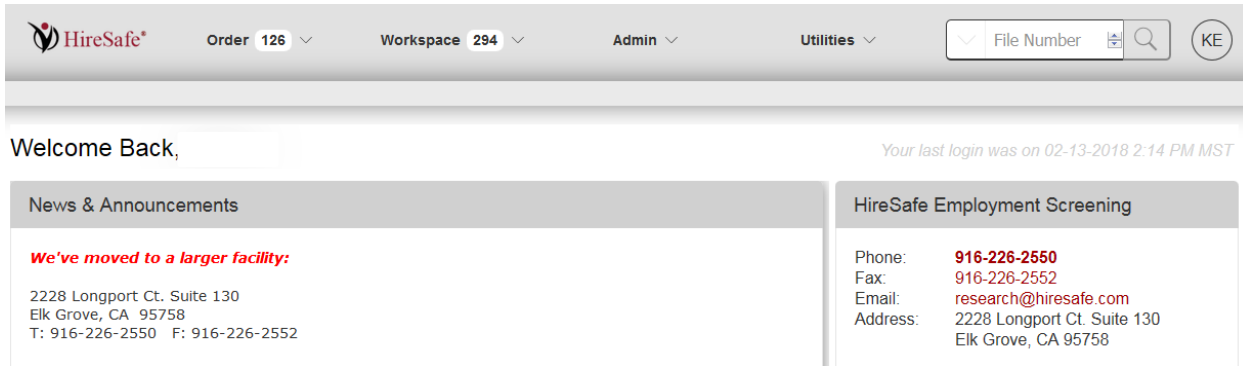 HireSafe® Order 126 Workspace 294 Admin Utilities File Number KE
Welcome Back,
Your last login was on 02-13-2018 2:14 PM MST
News & Announcements
We've moved to a larger facility:
2228 Longport Ct. Suite 130
Elk Grove, CA 95758
T: 916-226-2550 F: 916-226-2552
HireSafe Employment Screening
Phone: 916-226-2550
Fax: 916-226-2552
Email: research@hiresafe.com
Address: 2228 Longport Ct. Suite 130
Elk Grove, CA 95758